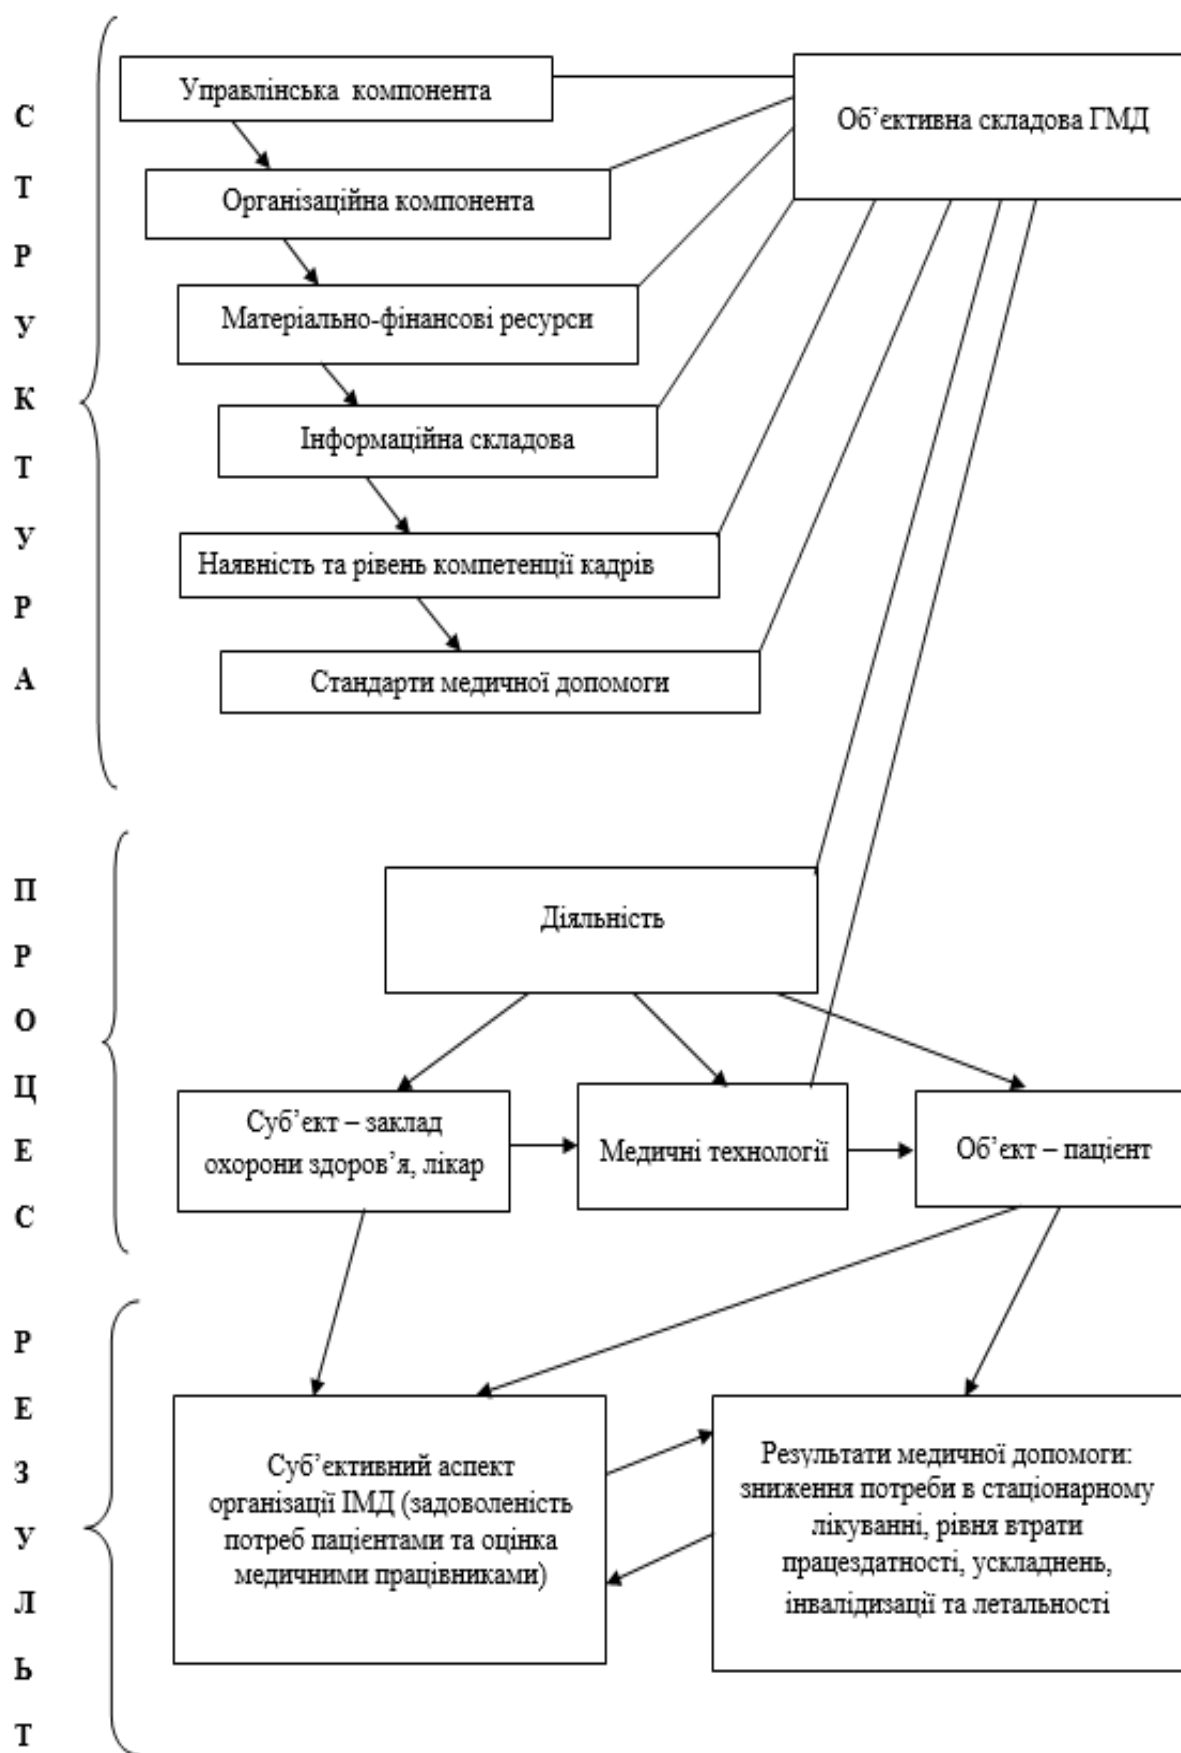 С
Т
Р
У
К
Т
У
Р
А
Управлінська компонента
Об’єктивна складова ГМД
Організаційна компонента
Матеріально-фінансові ресурси
Інформаційна складова
Наявність та рівень компетенції кадрів
Стандарти медичної допомоги
П
Р
О
Ц
Е
С
Діяльність
Суб’єкт – заклад
охорони здоров’я, лікар
Медичні технології
Об’єкт – пацієнт
Р
Е
З
У
Л
Ь
Т
Суб’єктивний аспект
організації ІМД (задоволеність
потреб пацієнтами та оцінка
медичними працівниками)
Результати медичної допомоги:
зниження потреби в стаціонарному
лікуванні, рівня втрати
працездатності, ускладнень,
інвалідизації та летальності